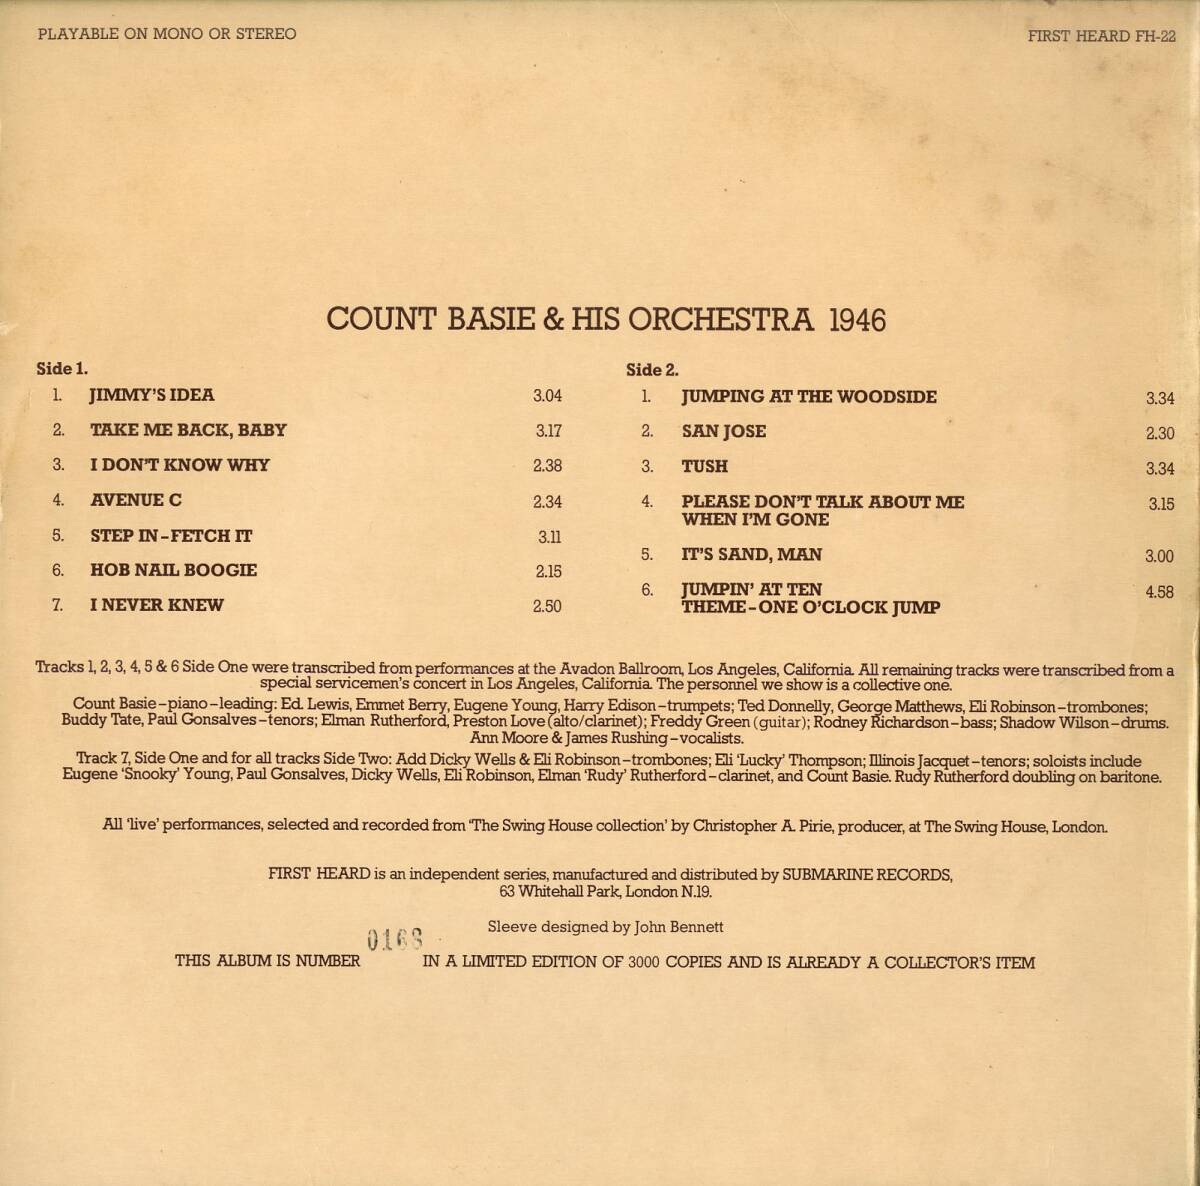 PLAYABLE ON MONO OR STEREO
FIRST HEARD FH-22
COUNT BASIE & HIS ORCHESTRA 1946
Side 1.
1. JIMMY'S IDEA 3.04
2. TAKE ME BACK, BABY 3.17
3. I DON'T KNOW WHY 2.38
4. AVENUE C 2.34
5. STEP IN-FETCH IT 3.11
6. HOB NAIL BOOGIE 2.15
7. I NEVER KNEW 2.50
Side 2.
1. JUMPING AT THE WOODSIDE 3.34
2. SAN JOSE 2.30
3. TUSH 3.34
4. PLEASE DON'T TALK ABOUT ME 3.15
WHEN I'M GONE
5. IT'S SAND, MAN 3.00
6. JUMPIN' AT TEN 4.58
THEME-ONE O'CLOCK JUMP
Tracks 1, 2, 3, 4, 5 & 6 Side One were transcribed from performances at the Avadon Ballroom, Los Angeles, California. All remaining tracks were transcribed from a
special servicemen's concert in Los Angeles, California. The personnel we show is a collective one.
Count Basie-piano-leading: Ed. Lewis, Emmet Berry, Eugene Young, Harry Edison-trumpets; Ted Donnelly, George Matthews, Eli Robinson-trombones;
Buddy Tate, Paul Gonsalves-tenors; Elman Rutherford, Preston Love (alto/clarinet); Freddy Green (guitar); Rodney Richardson-bass; Shadow Wilson-drums.
Ann Moore & James Rushing-vocalists.
Track 7, Side One and for all tracks Side Two: Add Dicky Wells & Eli Robinson-trombones; Eli 'Lucky' Thompson; Illinois Jacquet-tenors; soloists include
Eugene 'Snooky' Young, Paul Gonsalves, Dicky Wells, Eli Robinson, Elman 'Rudy' Rutherford-clarinet, and Count Basie. Rudy Rutherford doubling on baritone.
All 'live' performances, selected and recorded from 'The Swing House collection' by Christopher A. Pirie, producer, at The Swing House, London.
FIRST HEARD is an independent series, manufactured and distributed by SUBMARINE RECORDS,
63 Whitehall Park, London N.19.
Sleeve designed by John Bennett
THIS ALBUM IS NUMBER 0168 IN A LIMITED EDITION OF 3000 COPIES AND IS ALREADY A COLLECTOR'S ITEM